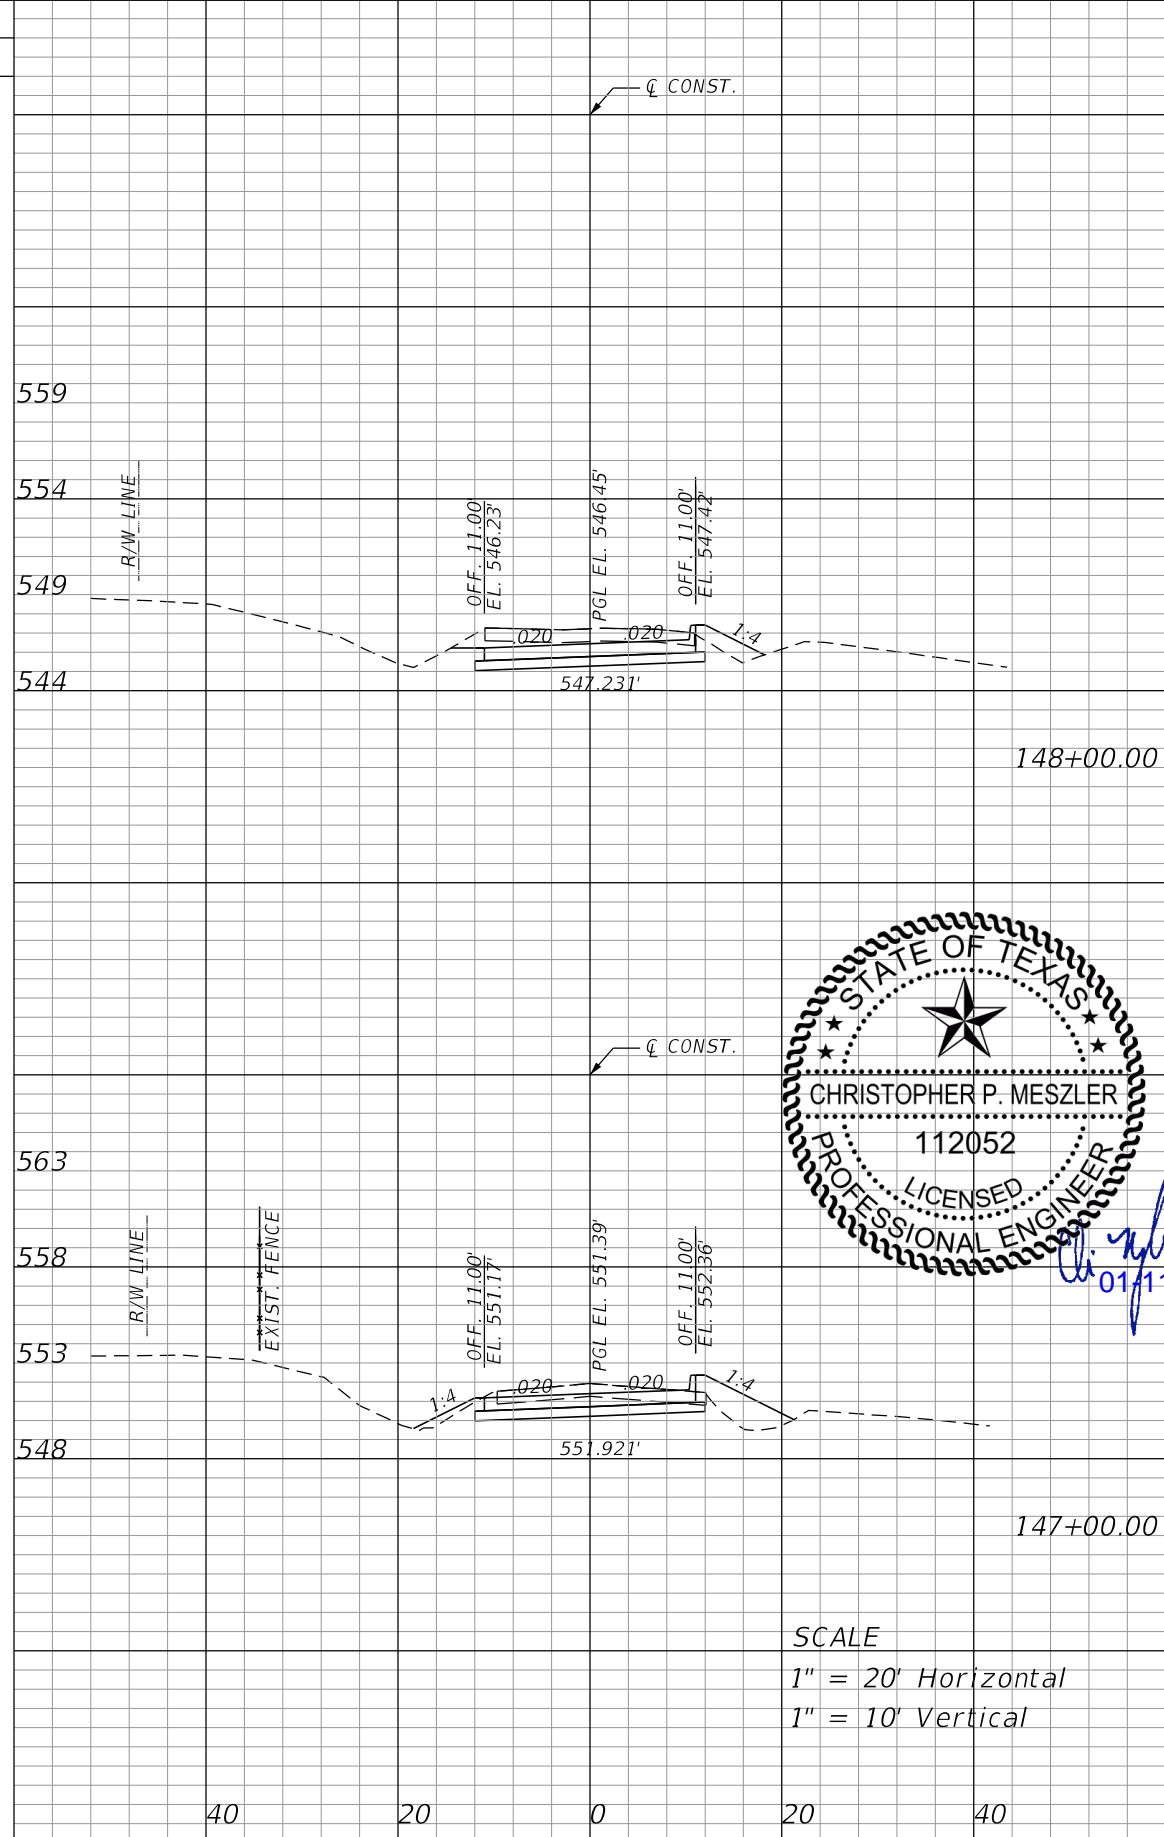 ℄ CONST.
559
554
549
544
R/W LINE
OFF. 11.00'
EL. 546.23'
PGL EL. 546.45'
OFF. 11.00'
EL. 547.42'
.020
.020
1:4
547.231'
148+00.00
℄ CONST.
563
558
553
548
R/W LINE
EXIST. FENCE
OFF. 11.00'
EL. 551.17'
PGL EL. 551.39'
OFF. 11.00'
EL. 552.36'
1:4
.020
.020
1:4
551.921'
147+00.00
STATE OF TEXAS
CHRISTOPHER P. MESZLER
112052
LICENSED
PROFESSIONAL ENGINEER
SCALE
1" = 20' Horizontal
1" = 10' Vertical
40 20 0 20 40